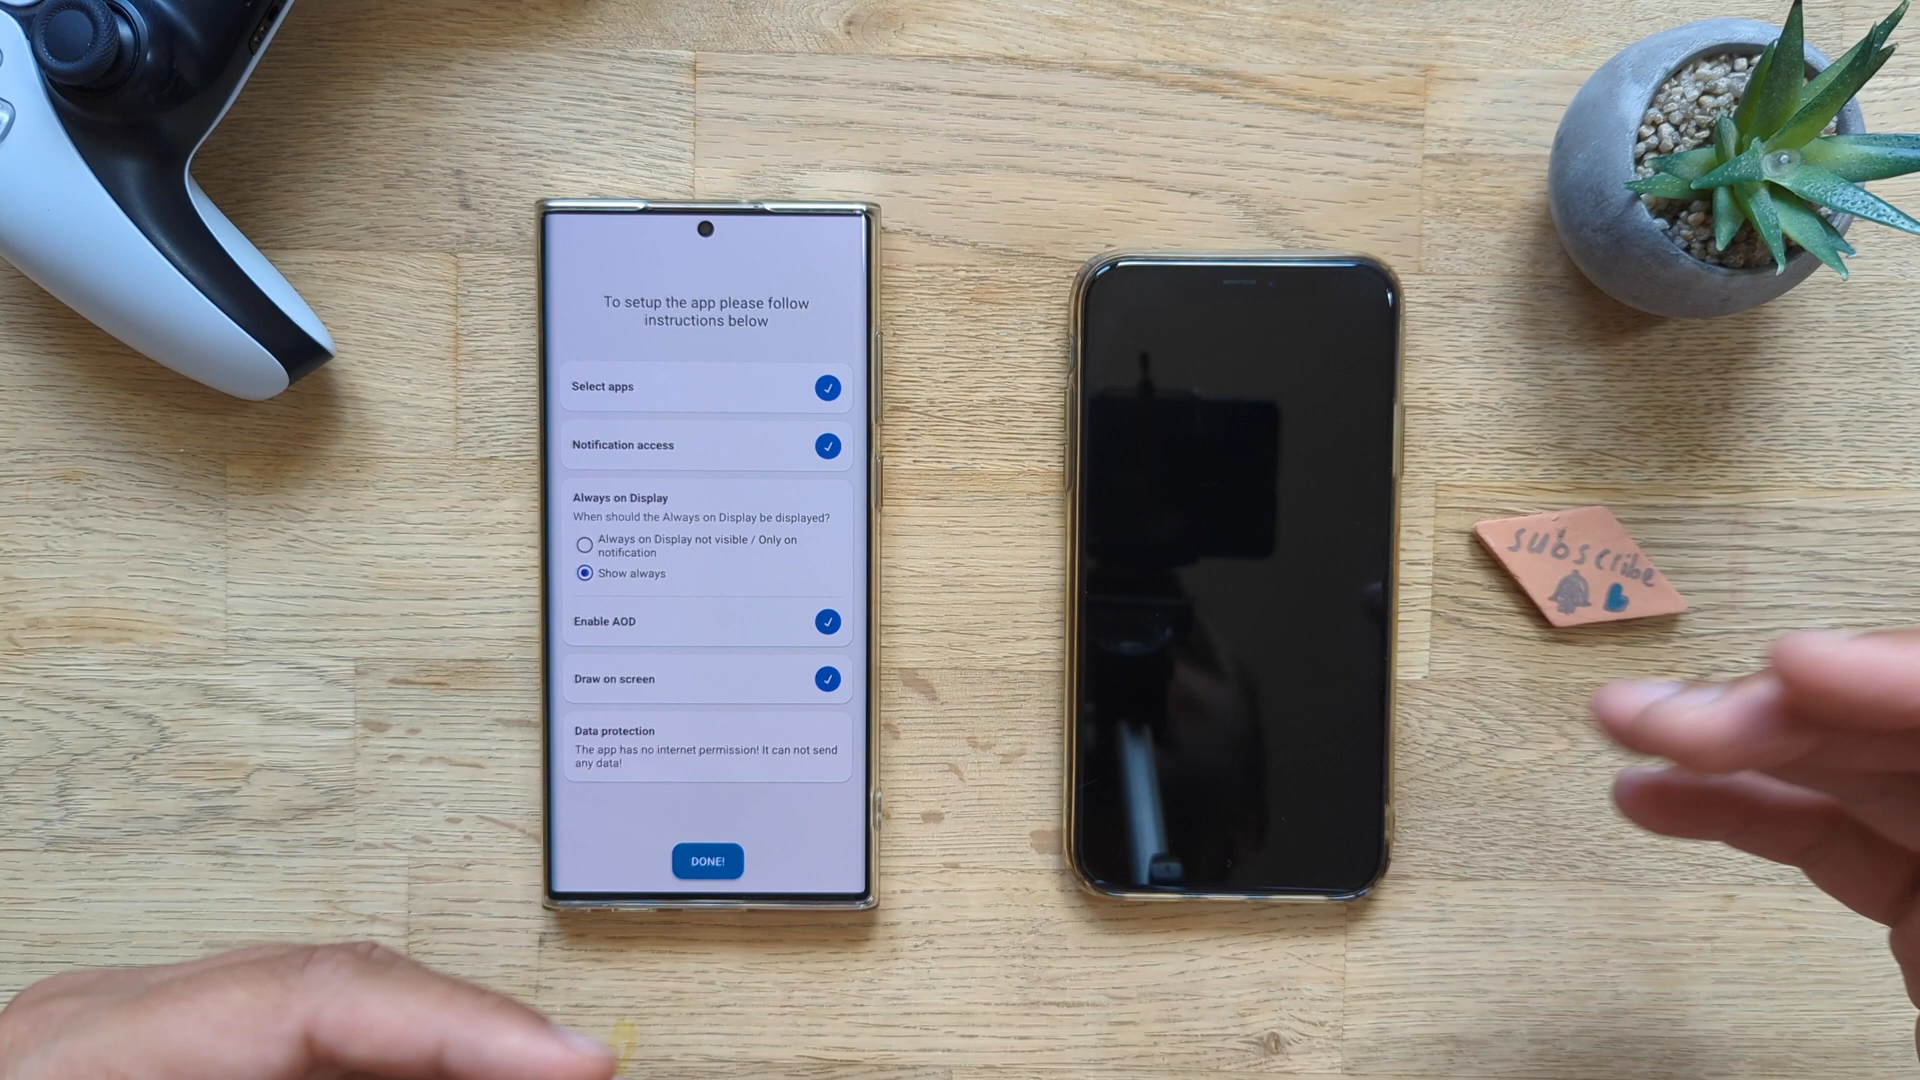 To setup the app please follow
instructions below
Select apps
Notification access
Always on Display
When should the Always on Display be displayed?
Always on Display not visible / Only on
notification
Show always
Enable AOD
Draw on screen
Data protection
The app has no internet permission! It can not send
any data!
DONE!
subscribe